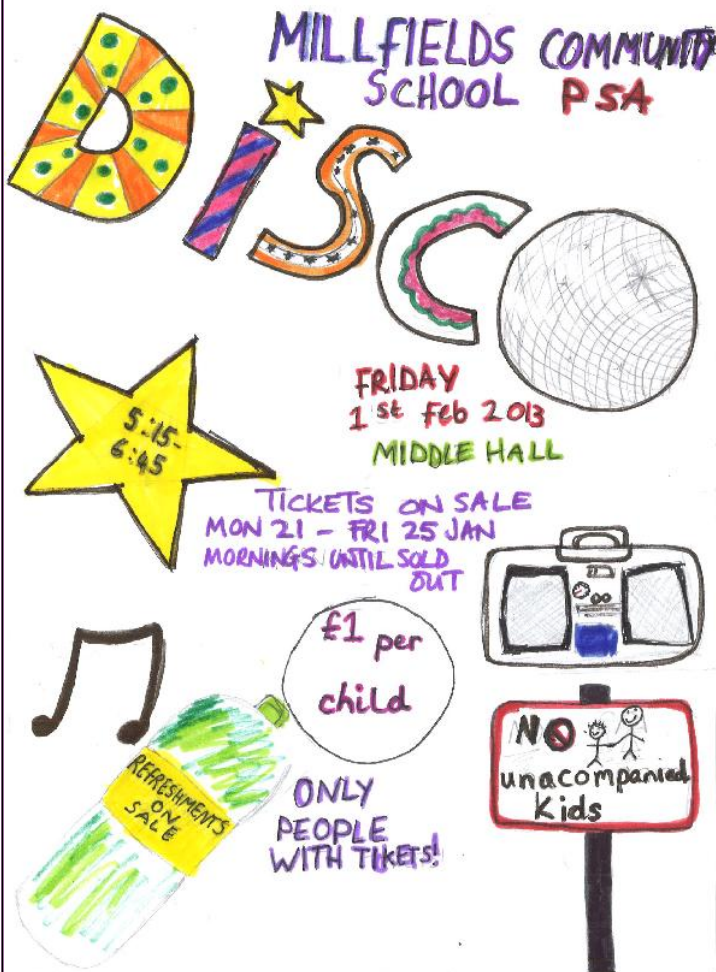 MILLFIELDS COMMUNITY
SCHOOL PSA
DiSCO
5:15-
6:45
FRIDAY
1st Feb 2013
MIDDLE HALL
TICKETS ON SALE
MON 21 - FRI 25 JAN
MORNINGS UNTIL SOLD
OUT
£1 per
child
REFRESHMENTS
ON
SALE
ONLY
PEOPLE
WITH TIKETS!
NO
unacompanied
Kids